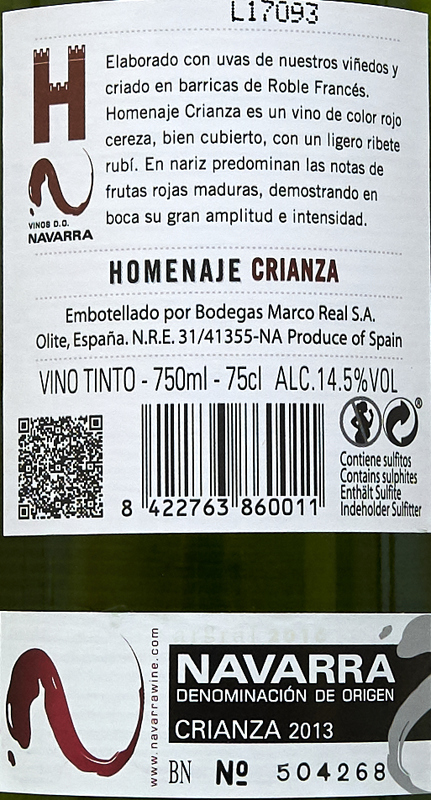 L17093
Elaborado con uvas de nuestros viñedos y
criado en barricas de Roble Francés.
Homenaje Crianza es un vino de color rojo
cereza, bien cubierto, con un ligero ribete
rubí. En nariz predominan las notas de
frutas rojas maduras, demostrando en
boca su gran amplitud e intensidad.
H
VINOS D.O.
NAVARRA
HOMENAJE CRIANZA
Embotellado por Bodegas Marco Real S.A.
Olite, España. N.R.E. 31/41355-NA Produce of Spain
VINO TINTO - 750ml - 75cl ALC.14.5%VOL
Contiene sulfitos
Contains sulphites
Enthält Sulfite
Indeholder Sulfitter
8 422763 860011
www.navarrawine.com
NAVARRA
DENOMINACIÓN DE ORIGEN
CRIANZA 2013
BN Nº 504268